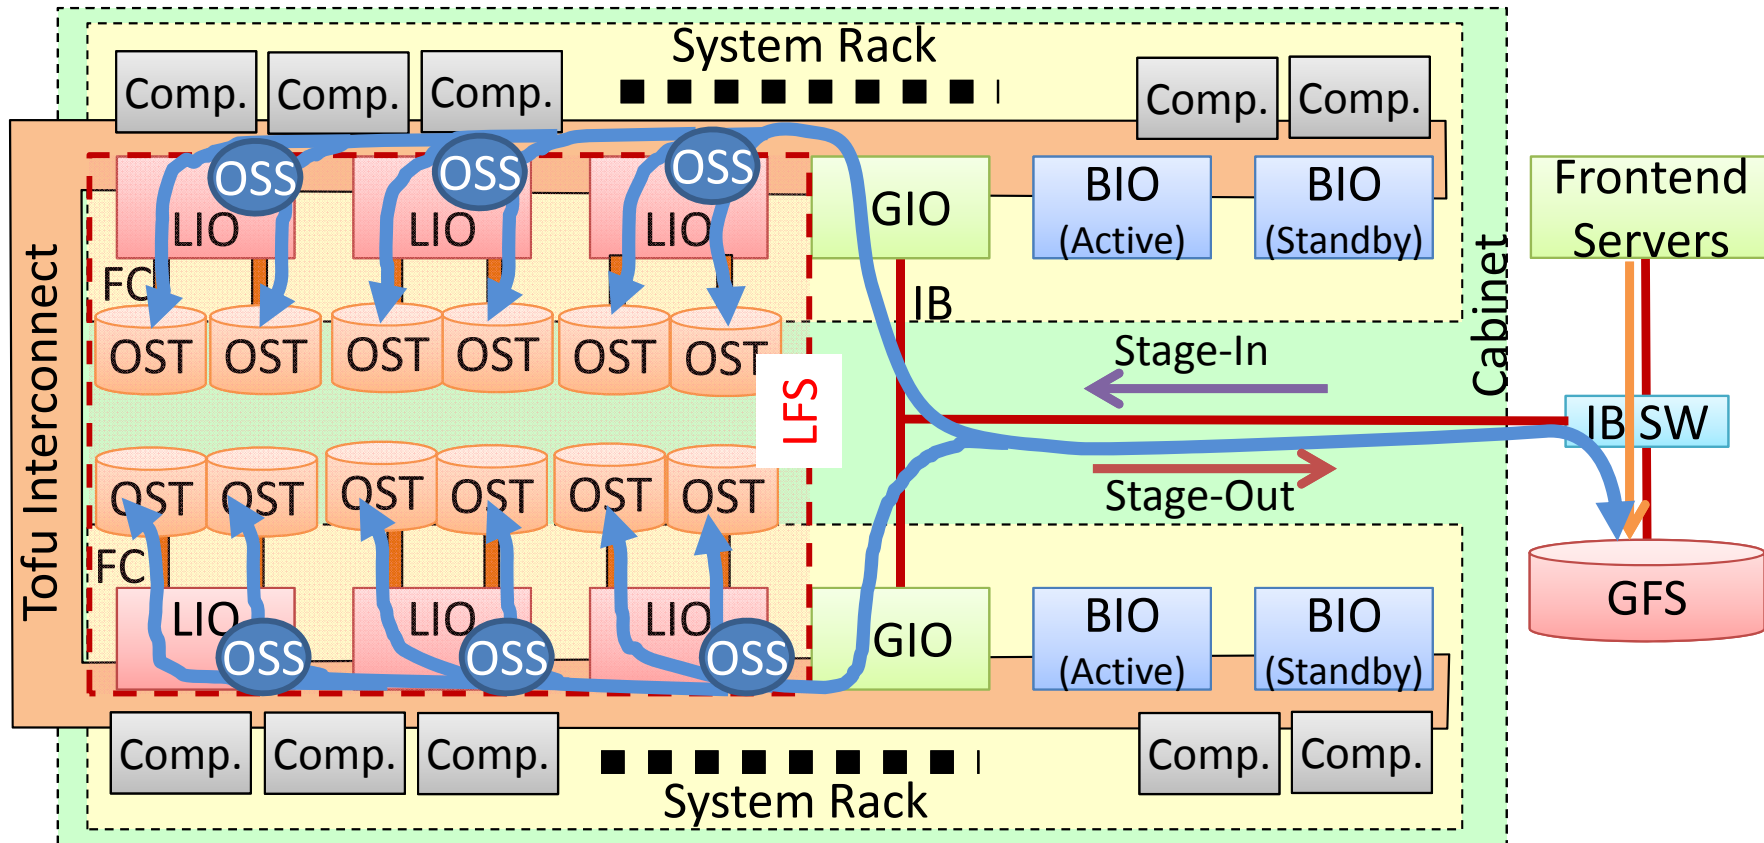 System Rack
Comp.
Comp.
Comp.
Comp.
Comp.
OSS
OSS
OSS
LIO
LIO
LIO
GIO
BIO
(Active)
BIO
(Standby)
Frontend
Servers
FC
IB
OST
OST
OST
OST
OST
OST
Tofu Interconnect
LFS
Stage-In
Cabinet
IB SW
Stage-Out
OST
OST
OST
OST
OST
OST
FC
LIO
LIO
LIO
OSS
OSS
OSS
GIO
BIO
(Active)
BIO
(Standby)
GFS
Comp.
Comp.
Comp.
Comp.
Comp.
System Rack